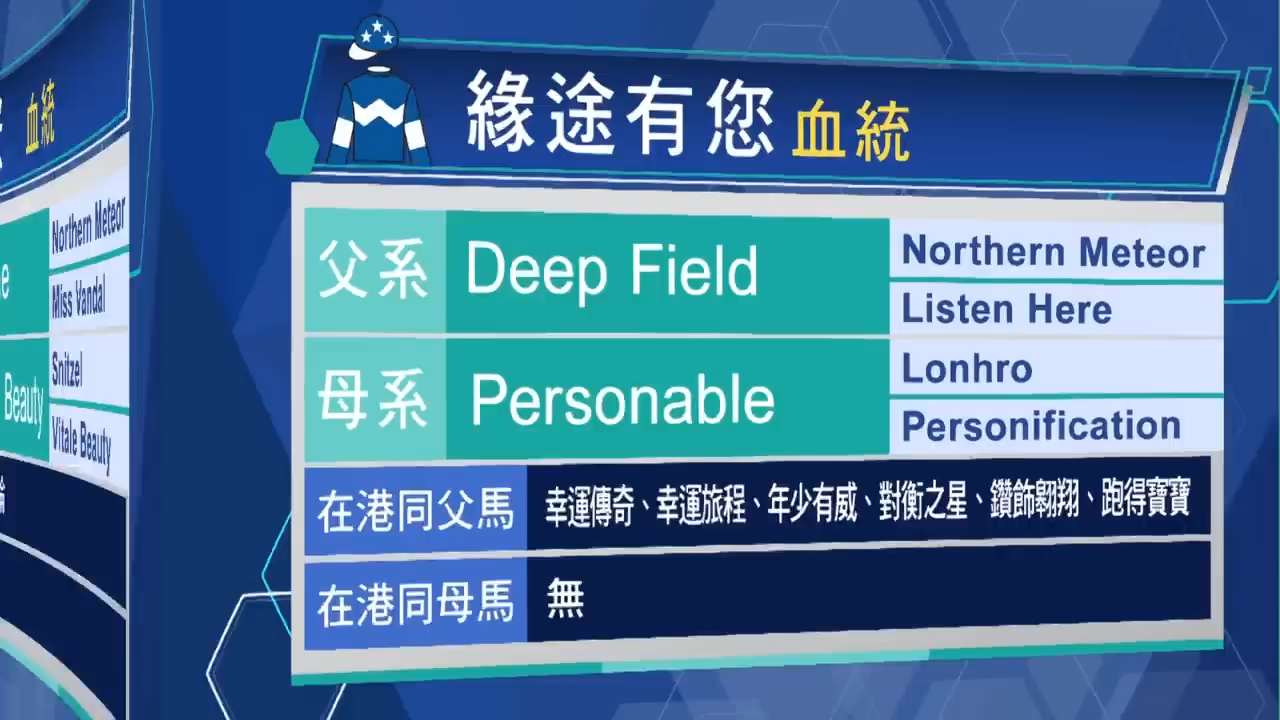 血統
Northern Meteor
Miss Vandal
Snitzel
Beauty
Vitale Beauty
緣途有您 血統
父系 Deep Field
Northern Meteor
Listen Here
母系 Personable
Lonhro
Personification
在港同父馬 幸運傳奇、幸運旅程、年少有威、對衡之星、鑽飾翱翔、跑得寶寶
在港同母馬 無